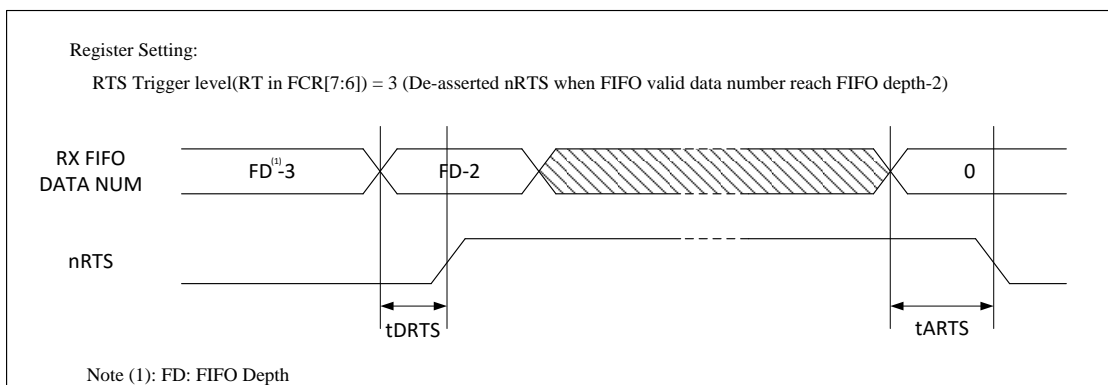 Register Setting:
RTS Trigger level(RT in FCR[7:6]) = 3 (De-asserted nRTS when FIFO valid data number reach FIFO depth-2)
RX FIFO
DATA NUM
FD(1)-3
FD-2
0
nRTS
tDRTS
tARTS
Note (1): FD: FIFO Depth